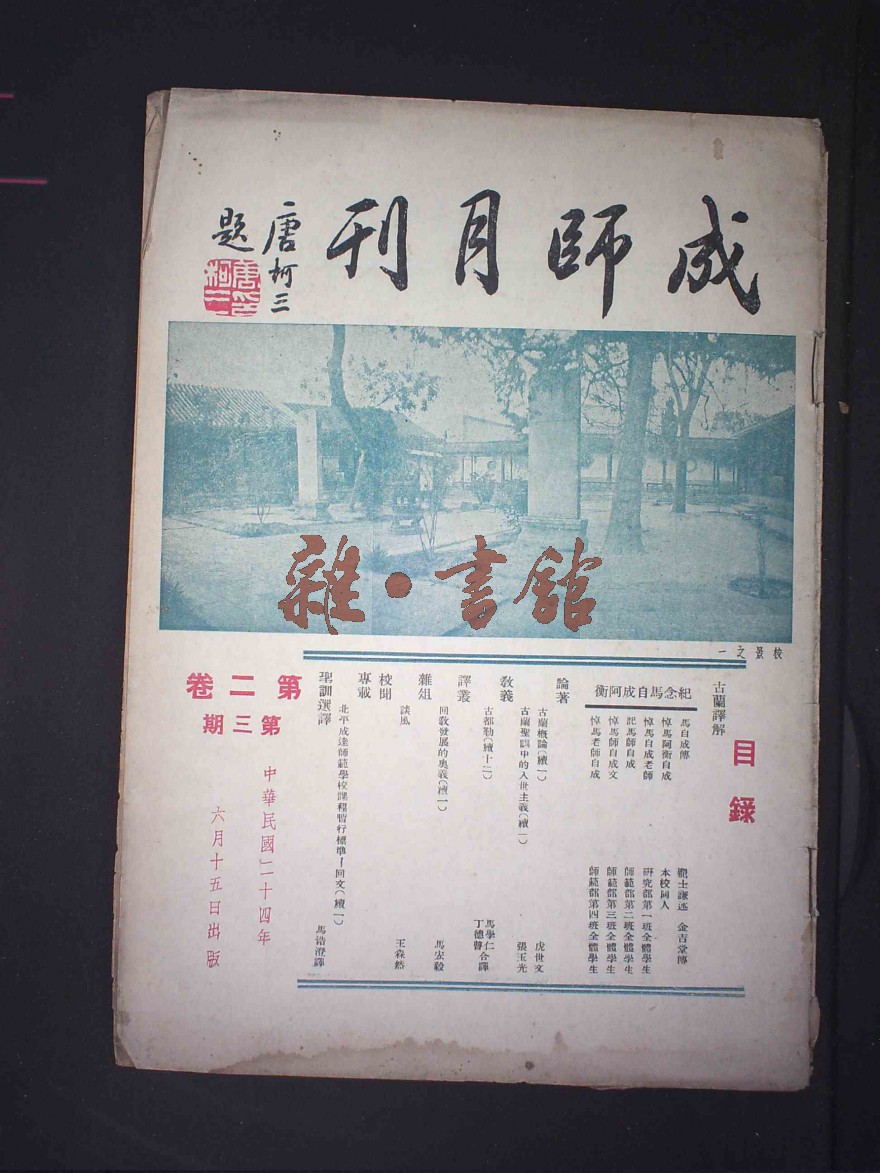 成師月刊
唐柯三
題
唐柯三印
雜·書館
校景之一
目錄
古蘭譯解
紀念馬自成阿衡
馬自成傳 觀士謙述 金吉堂傳
悼馬阿衡自成 本校同人
悼馬自成老師 研究部第一班全體學生
記馬師自成 師範部第二班全體學生
悼馬師自成文 師範部第三班全體學生
悼馬老師自成 師範部第四班全體學生
論著
古蘭概論(續一) 虎世文
古蘭聖訓中的入世主義(續一) 張玉光
教義
古都勒(續十二) 馬學仁 丁德普 合譯
譯叢
回教發展的奧義(續一) 馬宏毅
雜俎
談風 王森然
校聞
專載
北平成達師範學校課程暫行標準—回文(續一)
聖訓選譯 馬浩澄譯
第二卷
第三期
中華民國二十四年
六月十五日出版